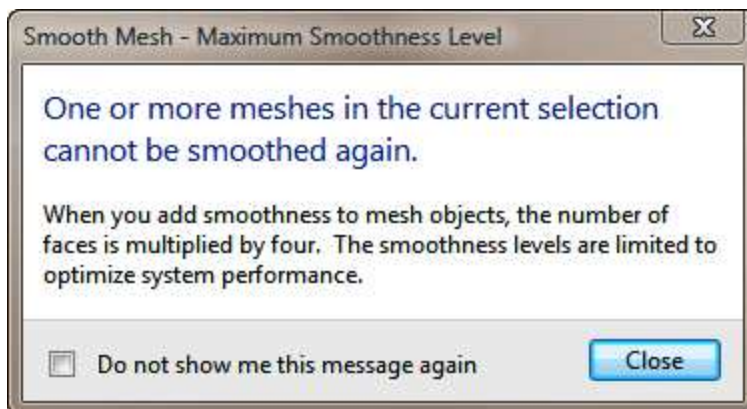 Smooth Mesh - Maximum Smoothness Level
One or more meshes in the current selection
cannot be smoothed again.
When you add smoothness to mesh objects, the number of
faces is multiplied by four.  The smoothness levels are limited to
optimize system performance.
Do not show me this message again
Close